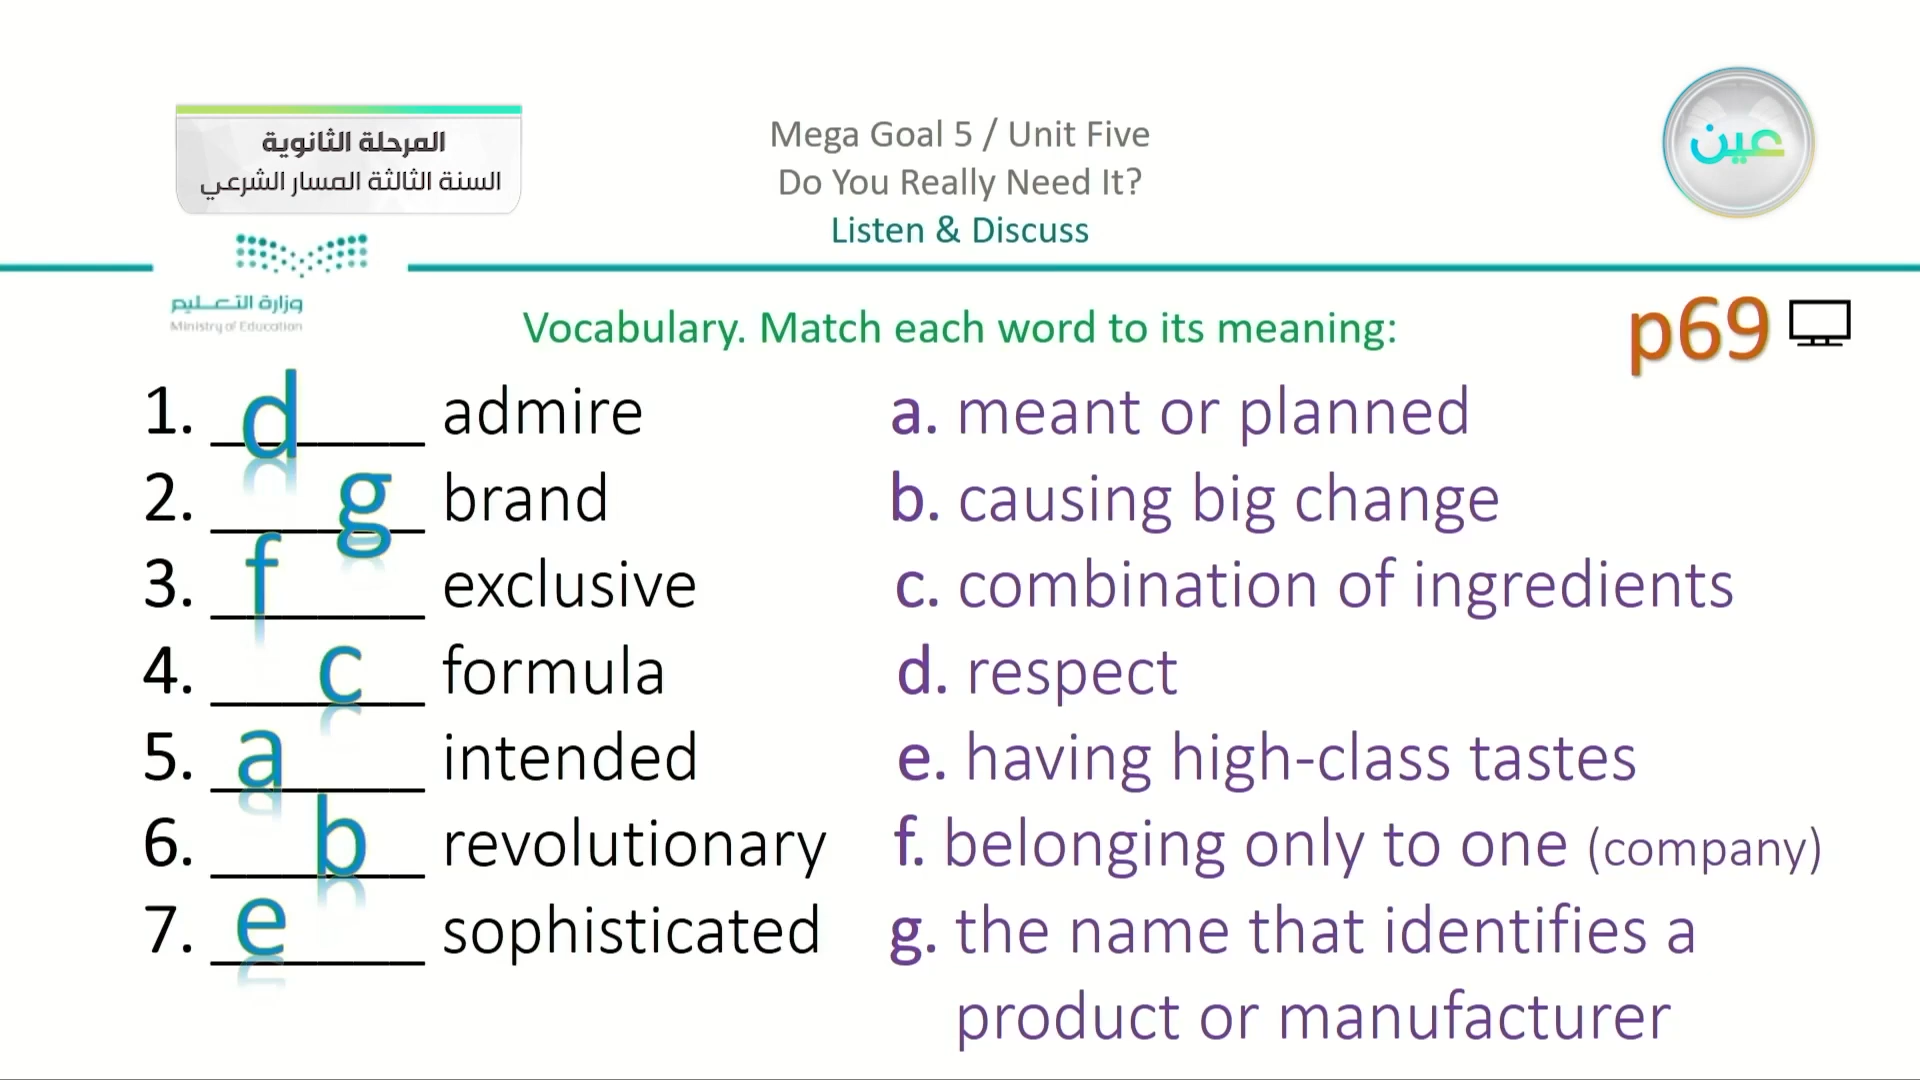 المرحلة الثانوية
السنة الثالثة المسار الشرعي
Mega Goal 5 / Unit Five
Do You Really Need It?
Listen & Discuss
عين
وزارة التعليم
Ministry of Education
Vocabulary. Match each word to its meaning:
p69
1. d admire
2. g brand
3. f exclusive
4. c formula
5. a intended
6. b revolutionary
7. e sophisticated
a. meant or planned
b. causing big change
c. combination of ingredients
d. respect
e. having high-class tastes
f. belonging only to one (company)
g. the name that identifies a
product or manufacturer